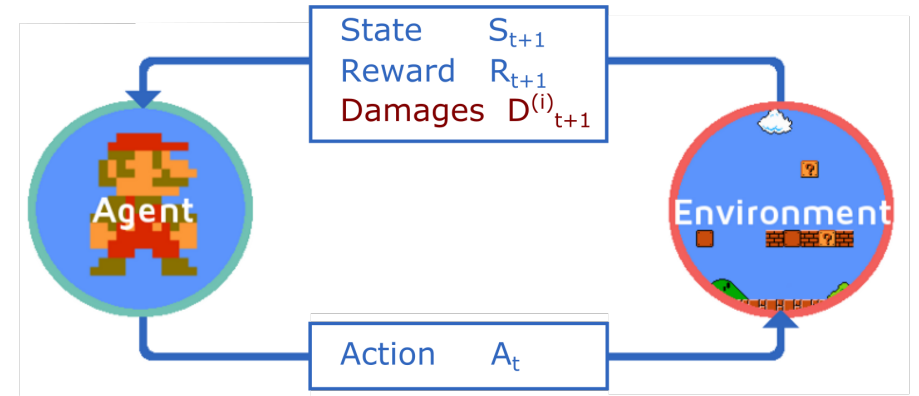 State S_{t+1}
Reward R_{t+1}
Damages D^{(i)}_{t+1}
Agent
Environment
?
?
Action A_t